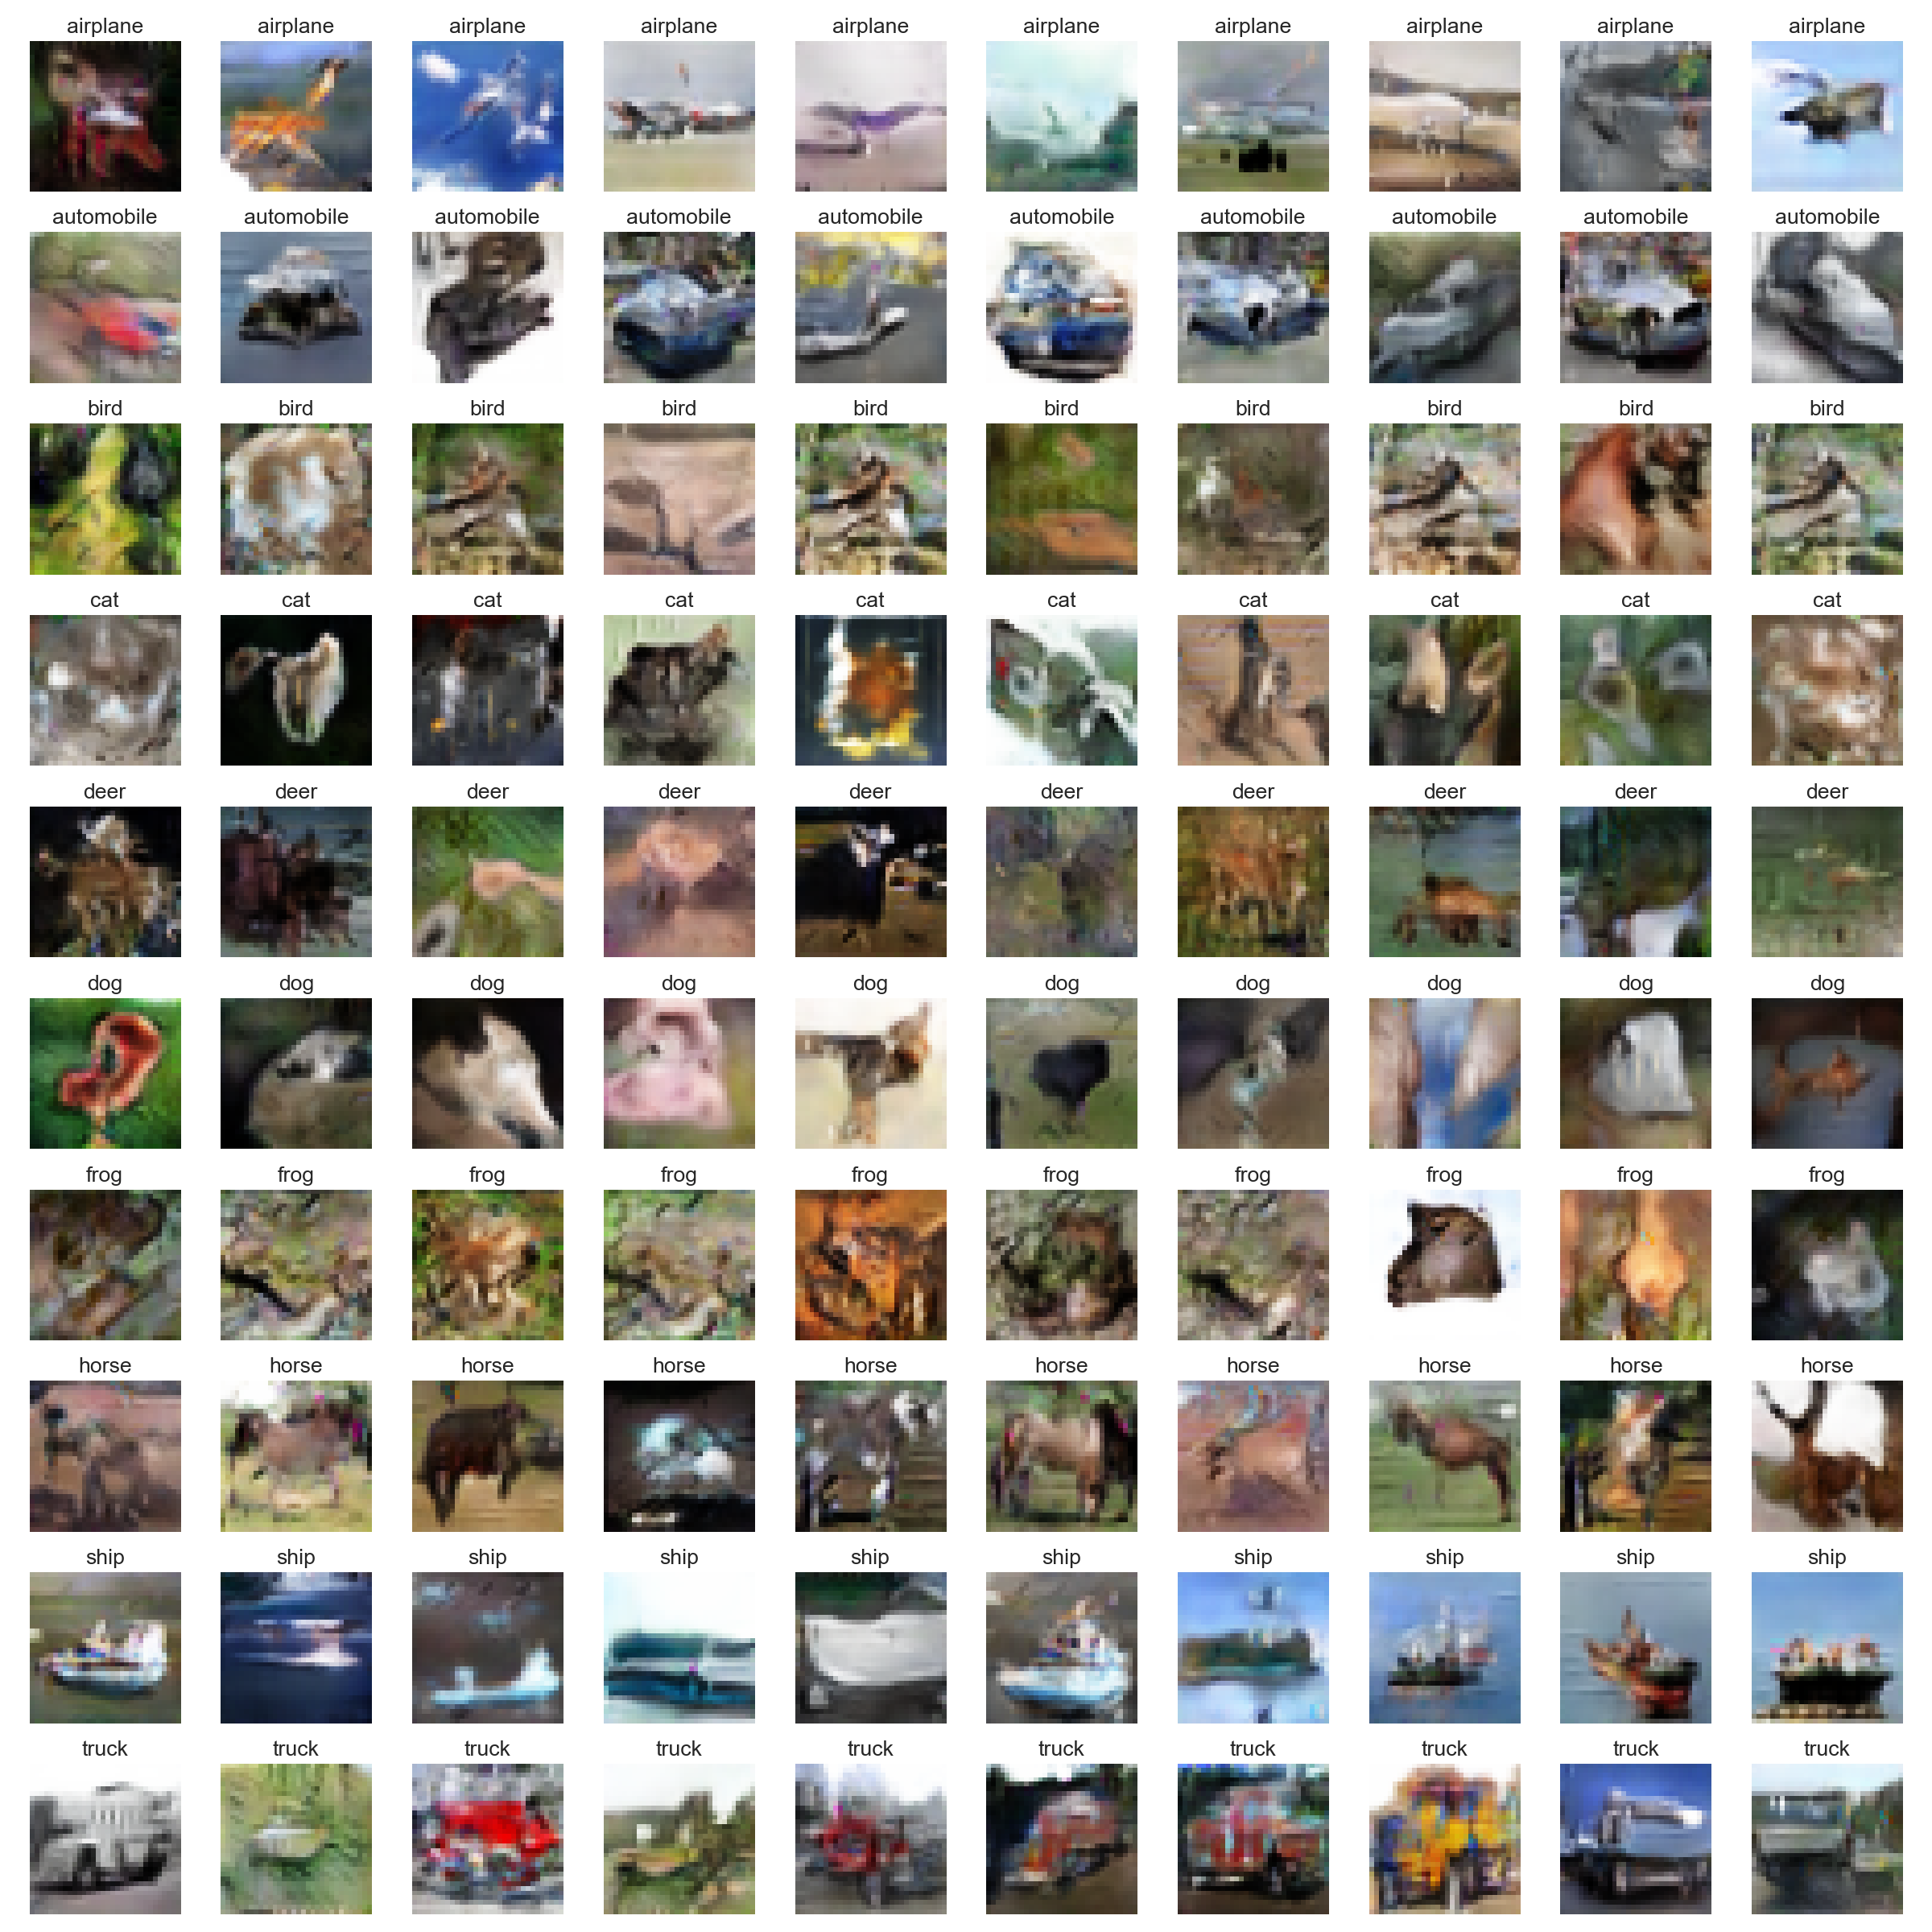 airplane airplane airplane airplane airplane airplane airplane airplane airplane airplane
automobile automobile automobile automobile automobile automobile automobile automobile automobile automobile
bird bird bird bird bird bird bird bird bird bird
cat cat cat cat cat cat cat cat cat cat
deer deer deer deer deer deer deer deer deer deer
dog dog dog dog dog dog dog dog dog dog
frog frog frog frog frog frog frog frog frog frog
horse horse horse horse horse horse horse horse horse horse
ship ship ship ship ship ship ship ship ship ship
truck truck truck truck truck truck truck truck truck truck